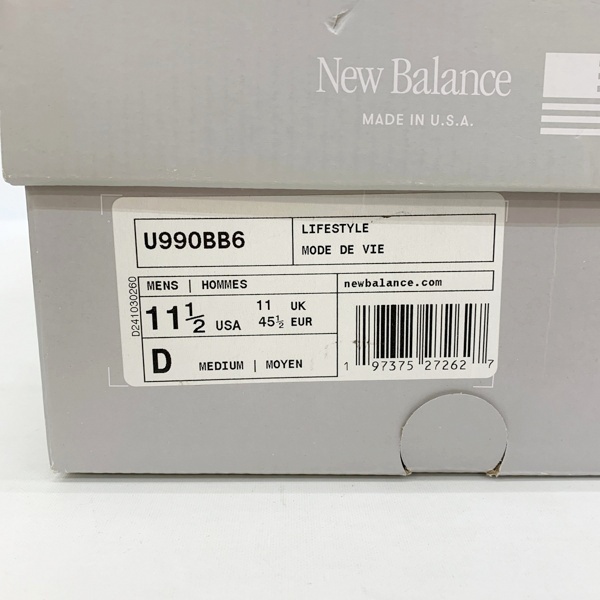 New Balance
MADE IN U.S.A.
U990BB6
LIFESTYLE
MODE DE VIE
D241030260
MENS | HOMMES
newbalance.com
11½ USA
11 UK
45½ EUR
D MEDIUM | MOYEN
1 97375 27262 7